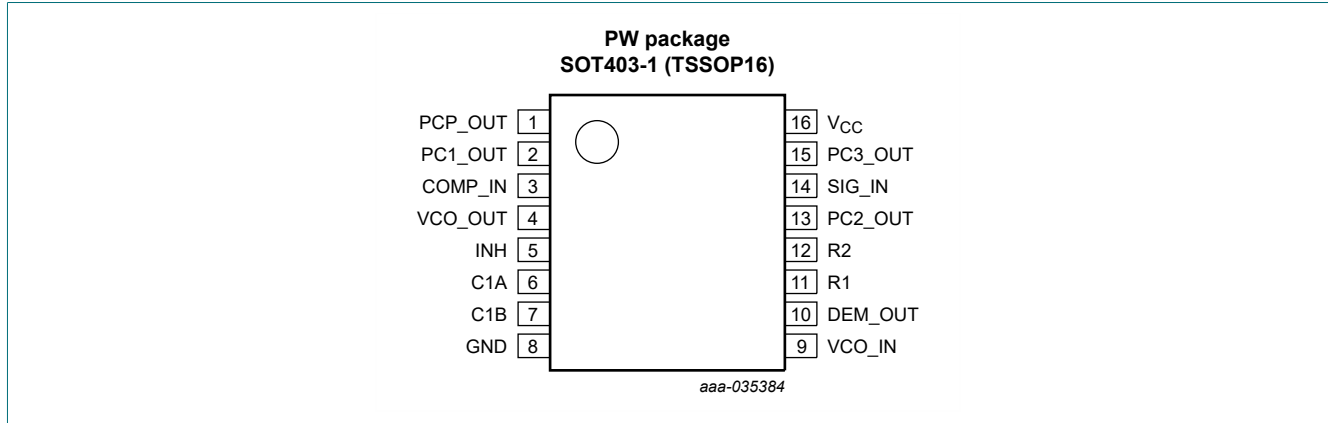 PW package
SOT403-1 (TSSOP16)
PCP_OUT 1 16 VCC
PC1_OUT 2 15 PC3_OUT
COMP_IN 3 14 SIG_IN
VCO_OUT 4 13 PC2_OUT
INH 5 12 R2
C1A 6 11 R1
C1B 7 10 DEM_OUT
GND 8 9 VCO_IN
aaa-035384